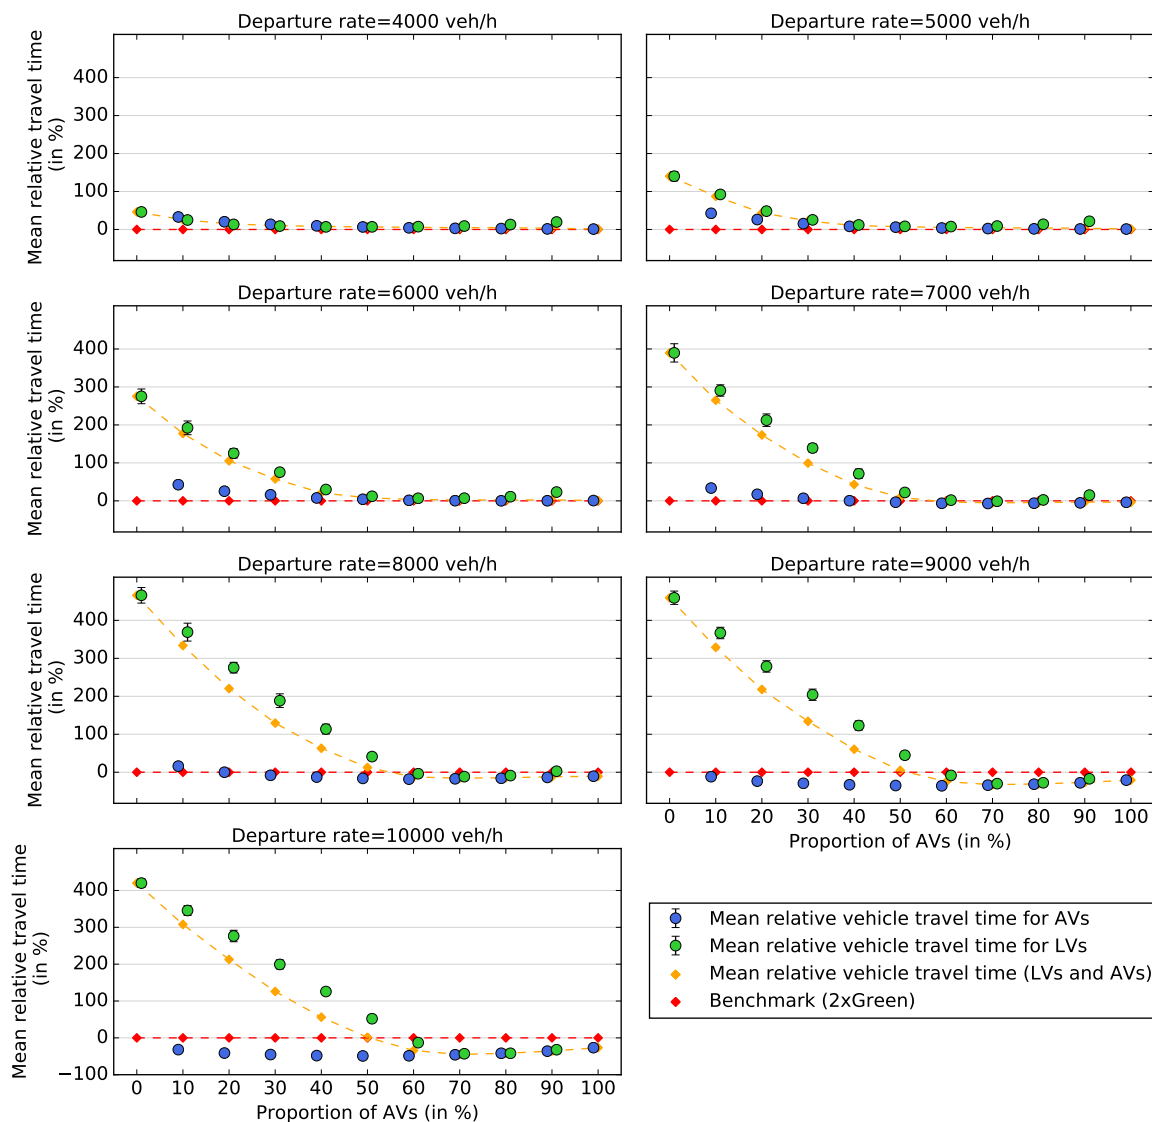 Departure rate=4000 veh/h
Departure rate=5000 veh/h
Mean relative travel time
(in %)
400
300
200
100
0
Departure rate=6000 veh/h
Departure rate=7000 veh/h
Mean relative travel time
(in %)
400
300
200
100
0
Departure rate=8000 veh/h
Departure rate=9000 veh/h
Mean relative travel time
(in %)
400
300
200
100
0
0 10 20 30 40 50 60 70 80 90 100
Proportion of AVs (in %)
Departure rate=10000 veh/h
Mean relative travel time
(in %)
400
300
200
100
0
−100
0 10 20 30 40 50 60 70 80 90 100
Proportion of AVs (in %)
Mean relative vehicle travel time for AVs
Mean relative vehicle travel time for LVs
Mean relative vehicle travel time (LVs and AVs)
Benchmark (2xGreen)